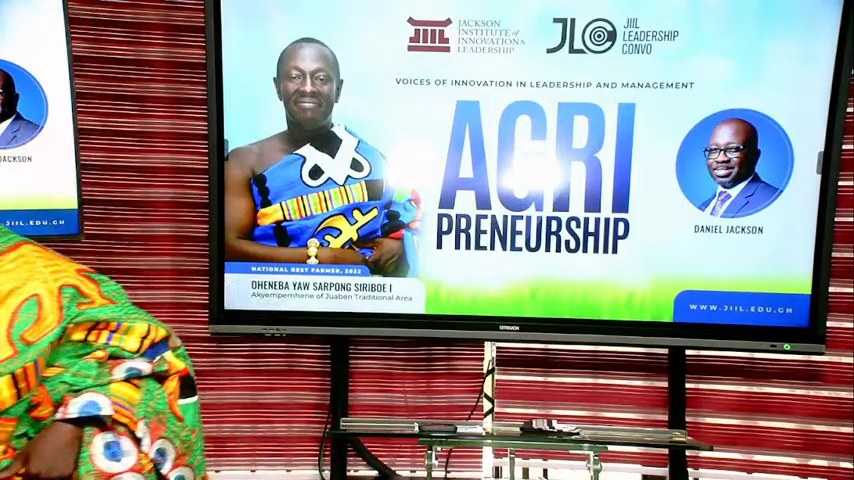 JACKSON
JIIL.EDU.GH
JIIL
JACKSON
INSTITUTE of
INNOVATION &
LEADERSHIP
JLC
JIIL
LEADERSHIP
CONVO
VOICES OF INNOVATION IN LEADERSHIP AND MANAGEMENT
AGRI
PRENEURSHIP
DANIEL JACKSON
NATIONAL BEST FARMER, 2022
OHENEBA YAW SARPONG SIRIBOE I
Akyempemhene of Juaben Traditional Area
WWW.JIIL.EDU.GH